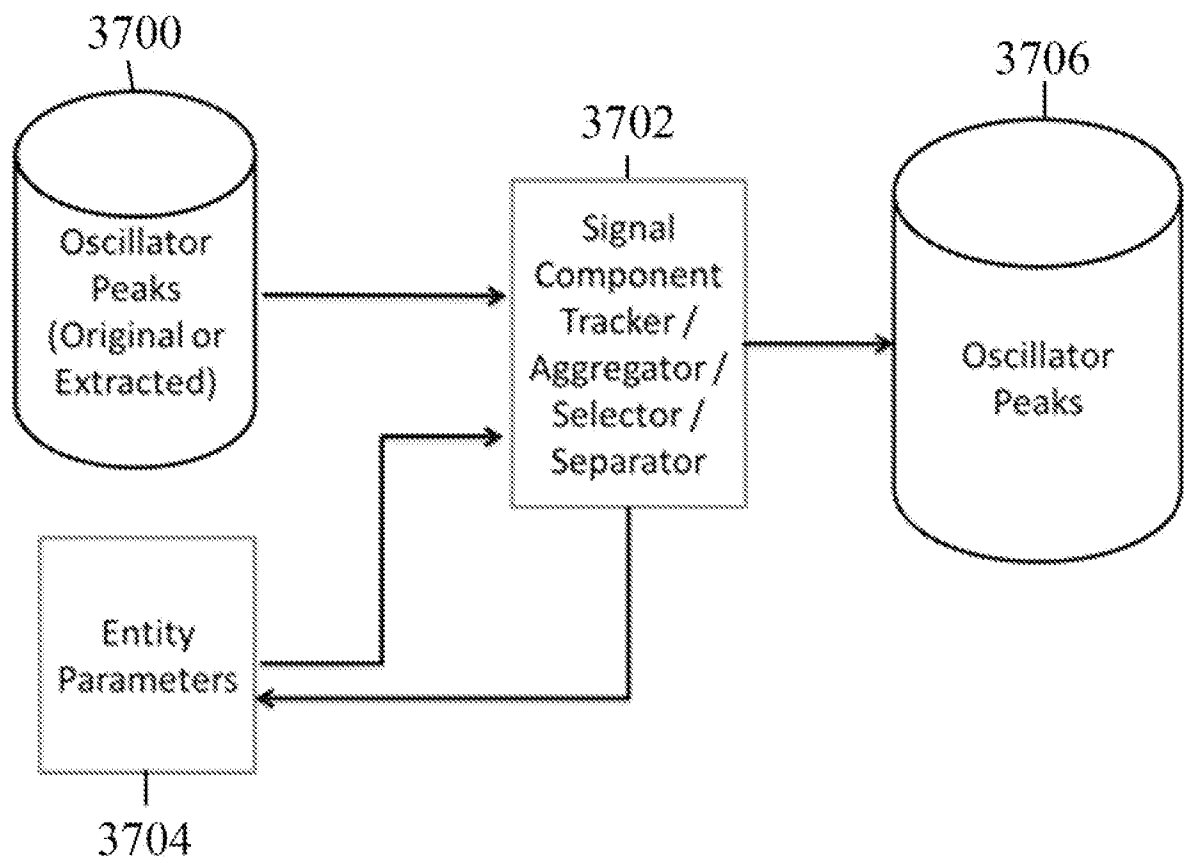 3700
Oscillator
Peaks
(Original or
Extracted)
3702
Signal
Component
Tracker /
Aggregator /
Selector /
Separator
3706
Oscillator
Peaks
Entity
Parameters
3704